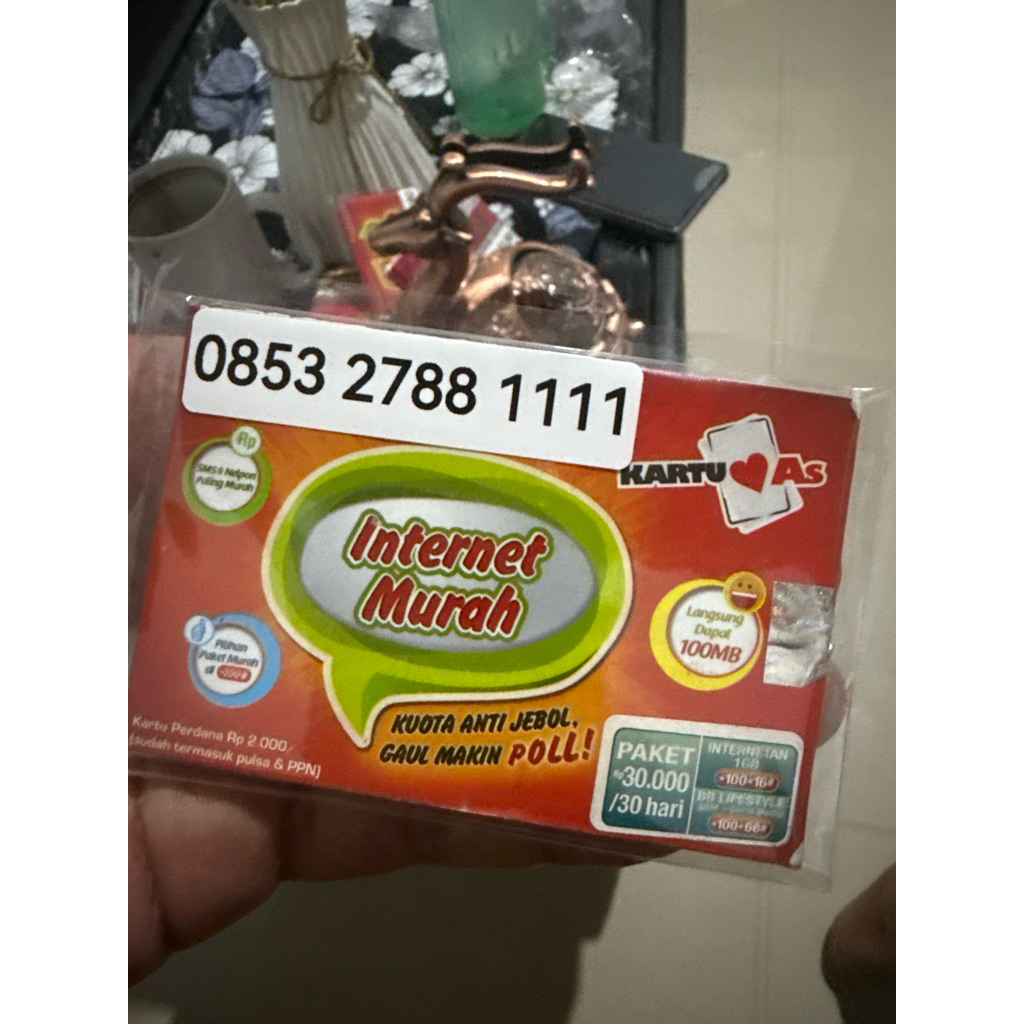 0853 2788 1111
KARTU As
Rp
SMS & Nelpon
Paling Murah
Internet
Murah
Langsung
Dapat
100MB
Pilihan
Paket Murah
di *100#
KUOTA ANTI JEBOL,
GAUL MAKIN POLL!
Kartu Perdana Rp 2.000
(sudah termasuk pulsa & PPN)
PAKET
Rp30.000
/30 hari
INTERNETAN
1GB
*100*16#
BB LIFESTYLE
*100*66#